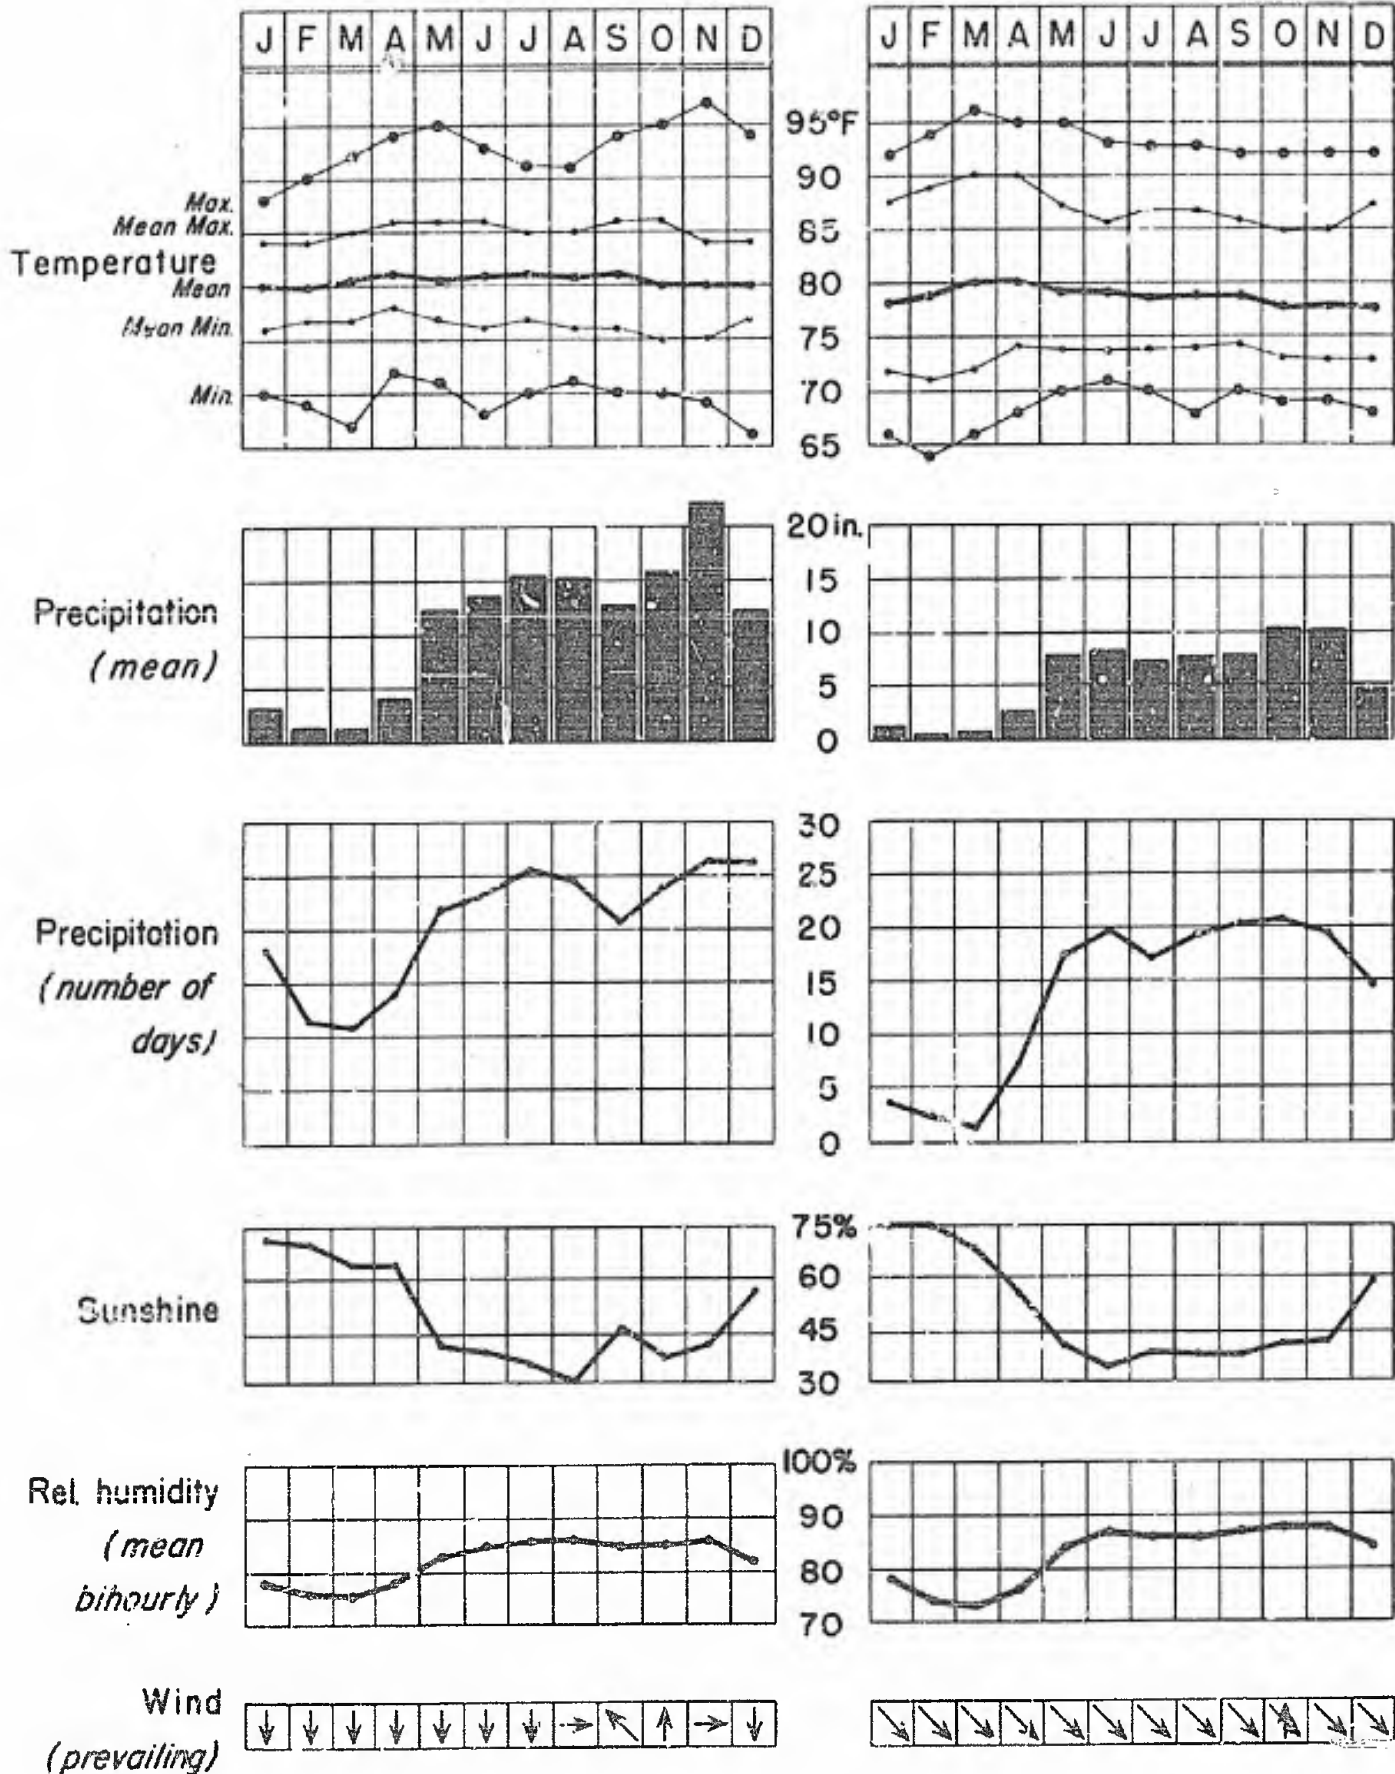 J F M A M J J A S O N D
J F M A M J J A S O N D
95°F
90
85
80
75
70
65
Max.
Mean Max.
Temperature
Mean
Mean Min.
Min.
20 in.
15
10
5
0
Precipitation
(mean)
30
25
20
15
10
5
0
Precipitation
(number of
days)
75%
60
45
30
Sunshine
100%
90
80
70
Rel. humidity
(mean
bihourly)
Wind
(prevailing)